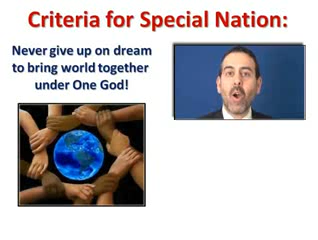 Criteria for Special Nation:
Never give up on dream
to bring world together
under One God!